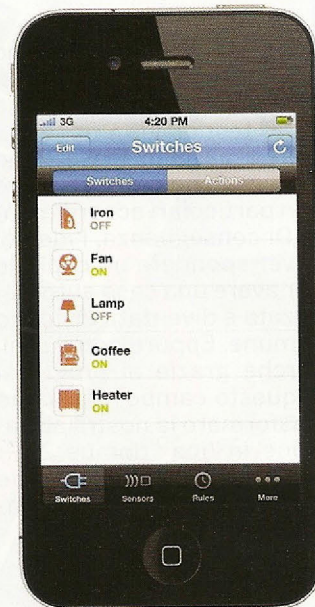 3G 4:20 PM
Edit Switches
Switches Actions
Iron
OFF
Fan
ON
Lamp
OFF
Coffee
ON
Heater
ON
Switches Sensors Rules More